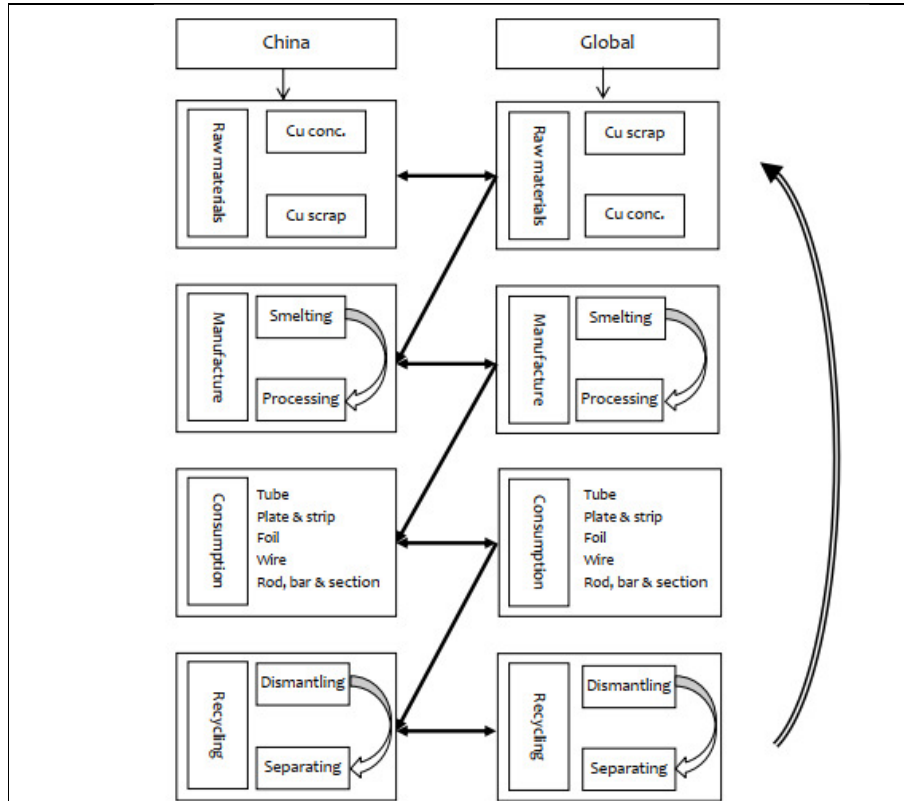 China
Global
Raw materials
Cu conc.
Cu scrap
Raw materials
Cu scrap
Cu conc.
Manufacture
Smelting
Processing
Manufacture
Smelting
Processing
Consumption
Tube
Plate & strip
Foil
Wire
Rod, bar & section
Consumption
Tube
Plate & strip
Foil
Wire
Rod, bar & section
Recycling
Dismantling
Separating
Recycling
Dismantling
Separating